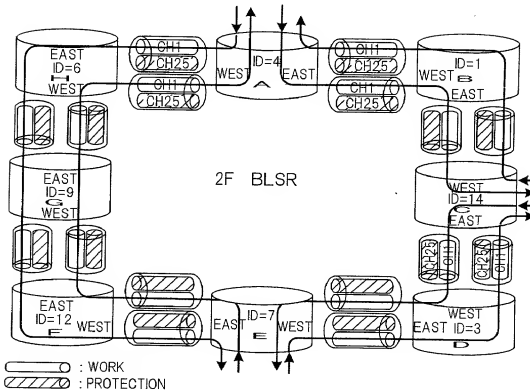 EAST
ID=6
H
WEST
CH1
CH25
CH1
CH25
WEST
ID=4
EAST
A
CH1
CH25
CH1
CH25
ID=1
WEST
B
EAST
EAST
ID=9
G
WEST
2F BLSR
WEST
ID=14
C
EAST
CH25
CH1
CH25
CH1
EAST
ID=12
WEST
F
EAST
ID=7
WEST
E
WEST
EAST
ID=3
D
: WORK
: PROTECTION